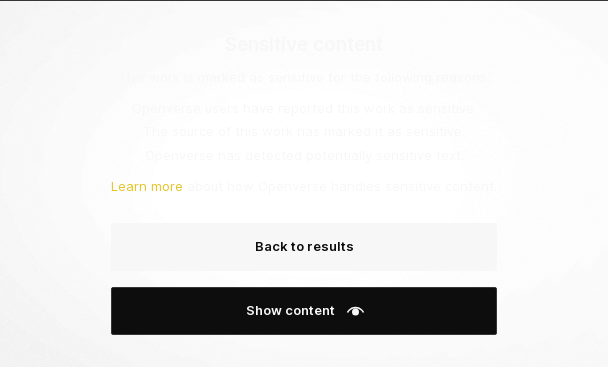 Sensitive content
This work is marked as sensitive for the following reasons:
Openverse users have reported this work as sensitive.
The source of this work has marked it as sensitive.
Openverse has detected potentially sensitive text.
Learn more about how Openverse handles sensitive content.
Back to results
Show content